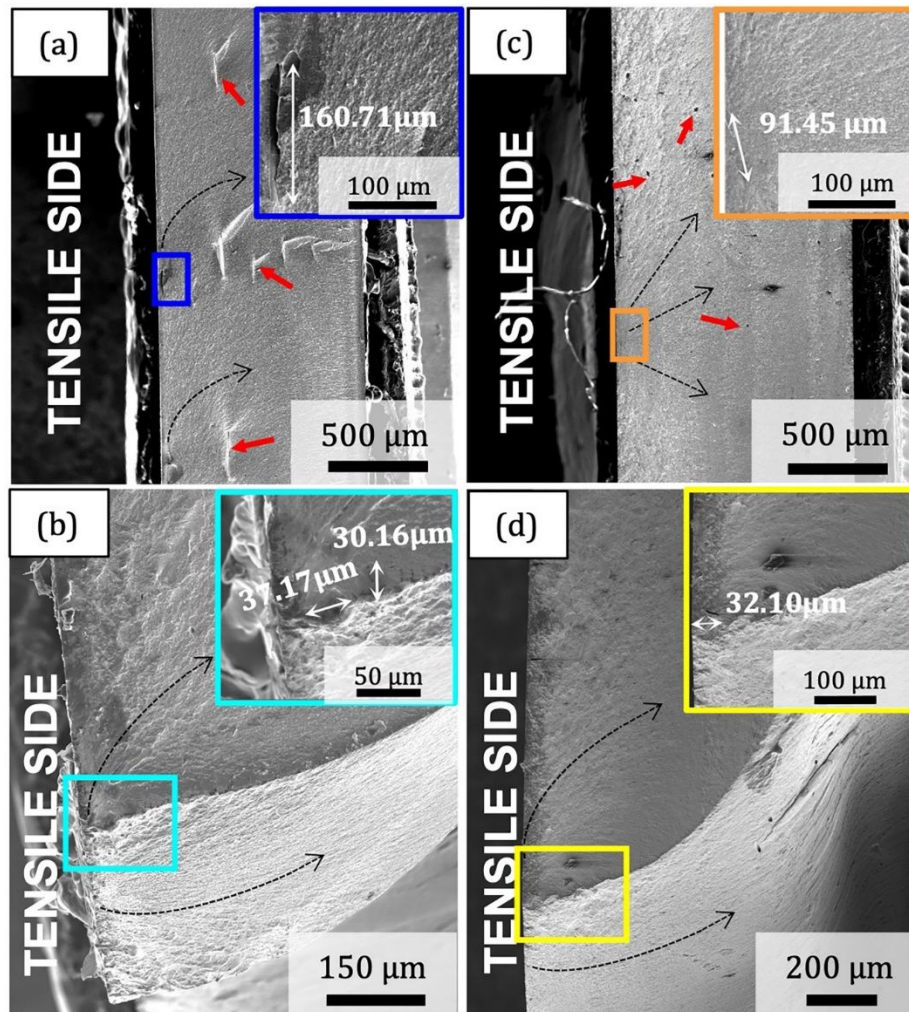 (a)
TENSILE SIDE
160.71μm
100 μm
500 μm
(c)
TENSILE SIDE
91.45 μm
100 μm
500 μm
(b)
TENSILE SIDE
30.16μm
37.17μm
50 μm
150 μm
(d)
TENSILE SIDE
32.10μm
100 μm
200 μm